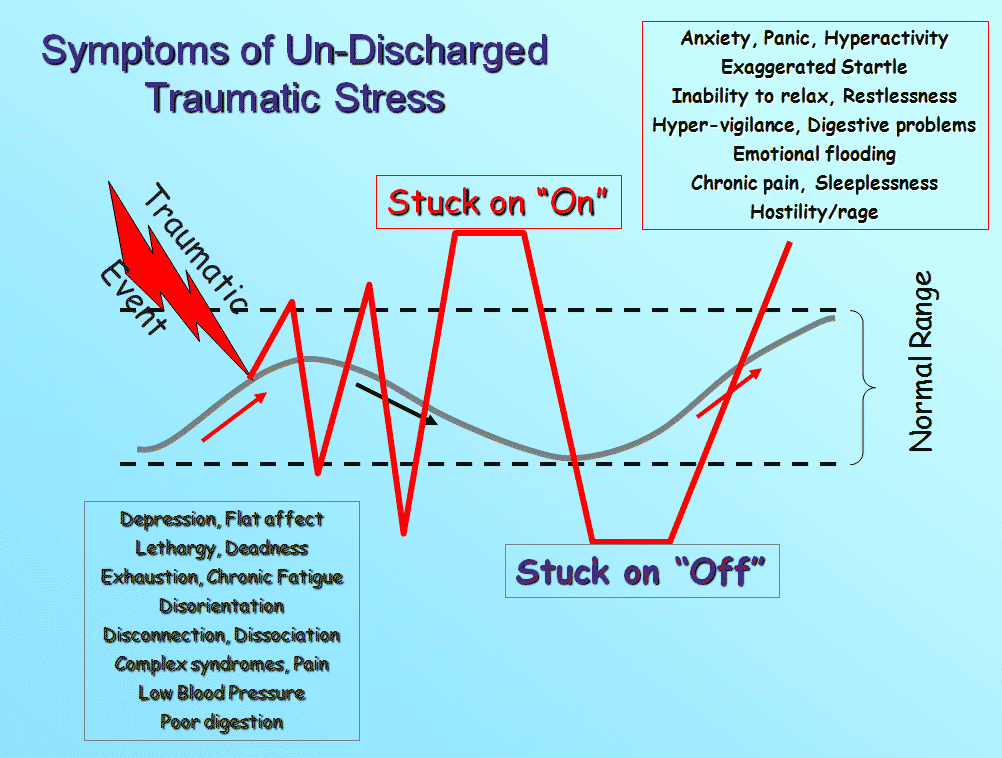 Symptoms of Un-Discharged
Traumatic Stress
Anxiety, Panic, Hyperactivity
Exaggerated Startle
Inability to relax, Restlessness
Hyper-vigilance, Digestive problems
Emotional flooding
Chronic pain, Sleeplessness
Hostility/rage
Traumatic
Event
Stuck on “On”
Normal Range
Stuck on “Off”
Depression, Flat affect
Lethargy, Deadness
Exhaustion, Chronic Fatigue
Disorientation
Disconnection, Dissociation
Complex syndromes, Pain
Low Blood Pressure
Poor digestion